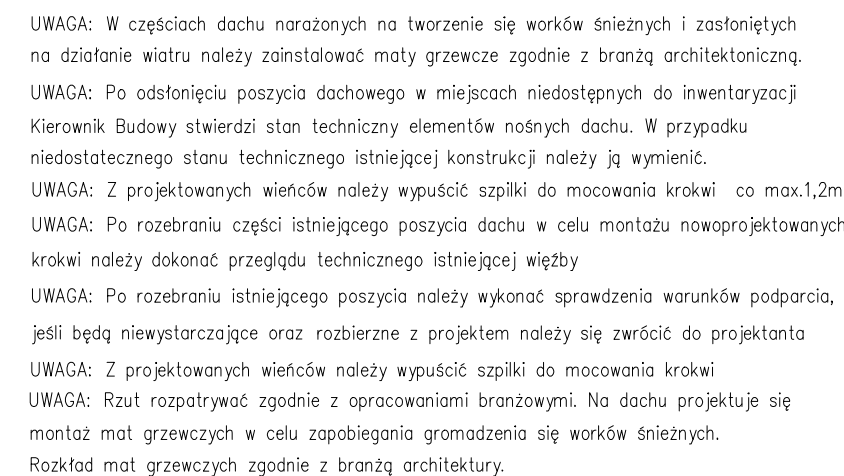 UWAGA: W częściach dachu narażonych na tworzenie się worków śnieżnych i zasłoniętych
na działanie wiatru należy zainstalować maty grzewcze zgodnie z branżą architektoniczną.
UWAGA: Po odsłonięciu poszycia dachowego w miejscach niedostępnych do inwentaryzacji
Kierownik Budowy stwierdzi stan techniczny elementów nośnych dachu. W przypadku
niedostatecznego stanu technicznego istniejącej konstrukcji należy ją wymienić.
UWAGA: Z projektowanych wieńców należy wypuścić szpilki do mocowania krokwi co max.1,2m
UWAGA: Po rozebraniu części istniejącego poszycia dachu w celu montażu nowoprojektowanych
krokwi należy dokonać przeglądu technicznego istniejącej więźby
UWAGA: Po rozebraniu istniejącego poszycia należy wykonać sprawdzenia warunków podparcia,
jeśli będą niewystarczające oraz rozbierzne z projektem należy się zwrócić do projektanta
UWAGA: Z projektowanych wieńców należy wypuścić szpilki do mocowania krokwi
UWAGA: Rzut rozpatrywać zgodnie z opracowaniami branżowymi. Na dachu projektuje się
montaż mat grzewczych w celu zapobiegania gromadzenia się worków śnieżnych.
Rozkład mat grzewczych zgodnie z branżą architektury.